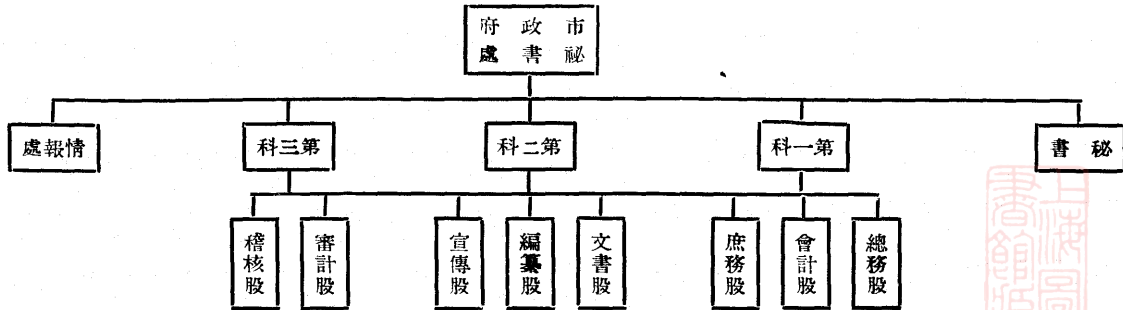 市政府
祕書處
祕書
第一科
第二科
第三科
情報處
總務股
會計股
庶務股
文書股
編纂股
宣傳股
審計股
稽核股